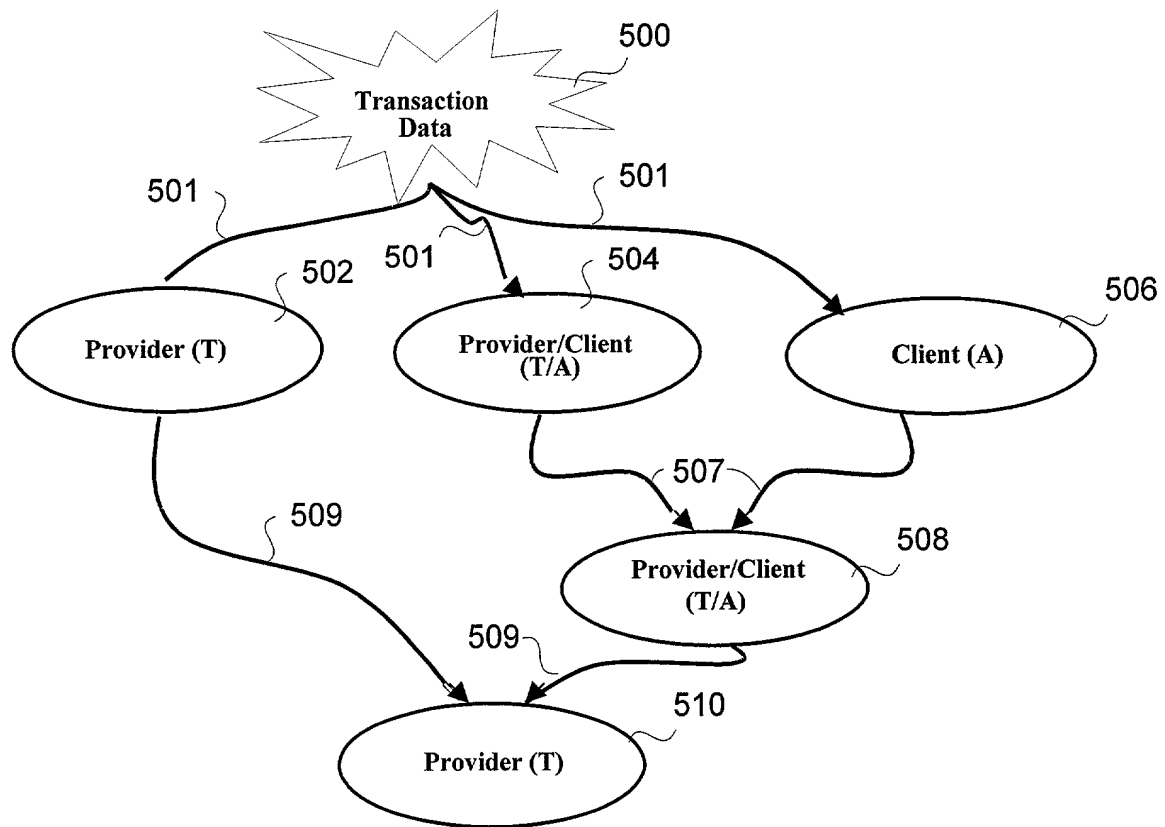 500
Transaction
Data
501
501
501
502
504
506
Provider (T)
Provider/Client
(T/A)
Client (A)
507
509
508
Provider/Client
(T/A)
509
510
Provider (T)